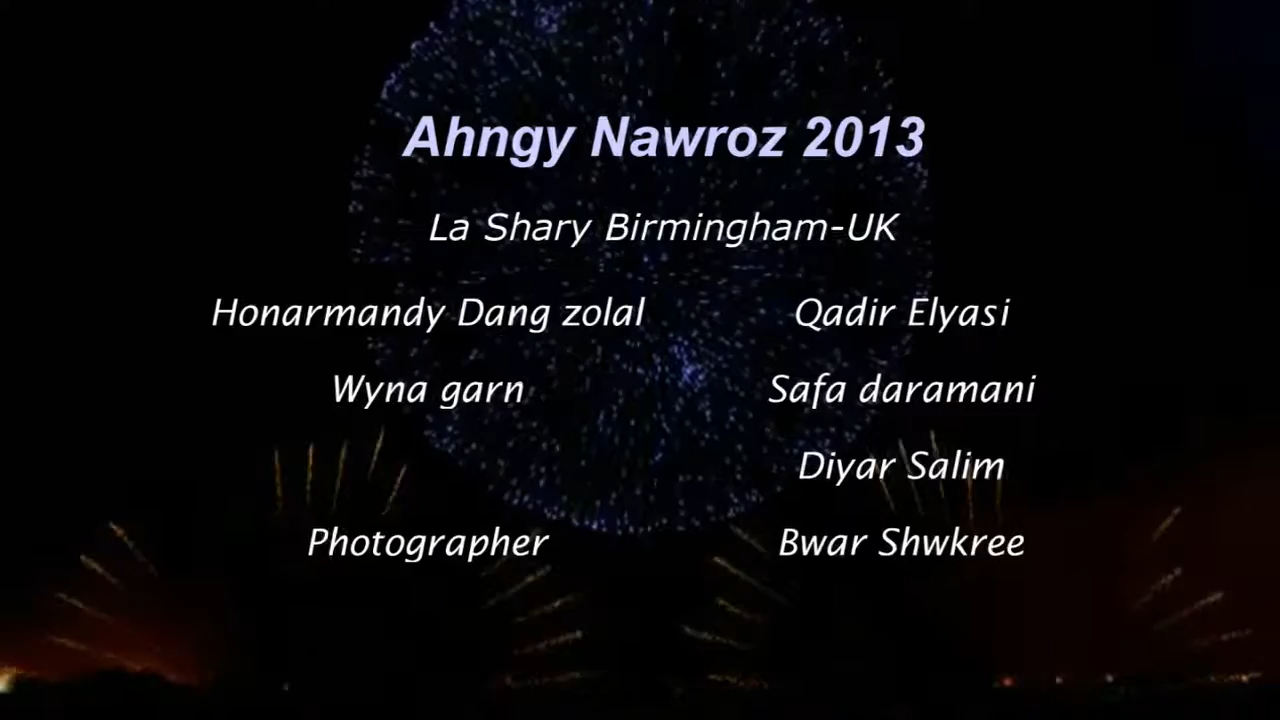 Ahngy Nawroz 2013
La Shary Birmingham-UK
Honarmandy Dang zolal Qadir Elyasi
Wyna garn Safa daramani
Diyar Salim
Photographer Bwar Shwkree